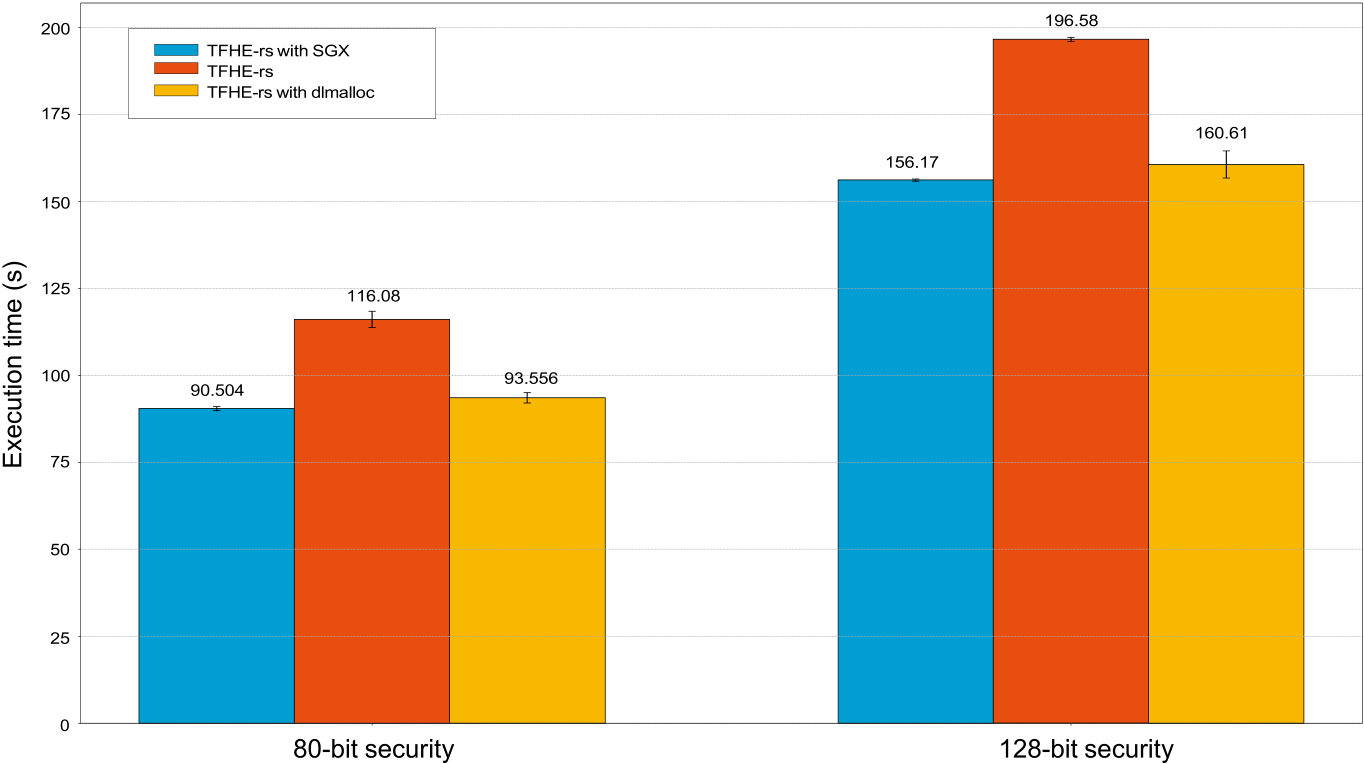 200
175
150
125
100
75
50
25
0
Execution time (s)
TFHE-rs with SGX
TFHE-rs
TFHE-rs with dlmalloc
90.504
116.08
93.556
156.17
196.58
160.61
80-bit security
128-bit security